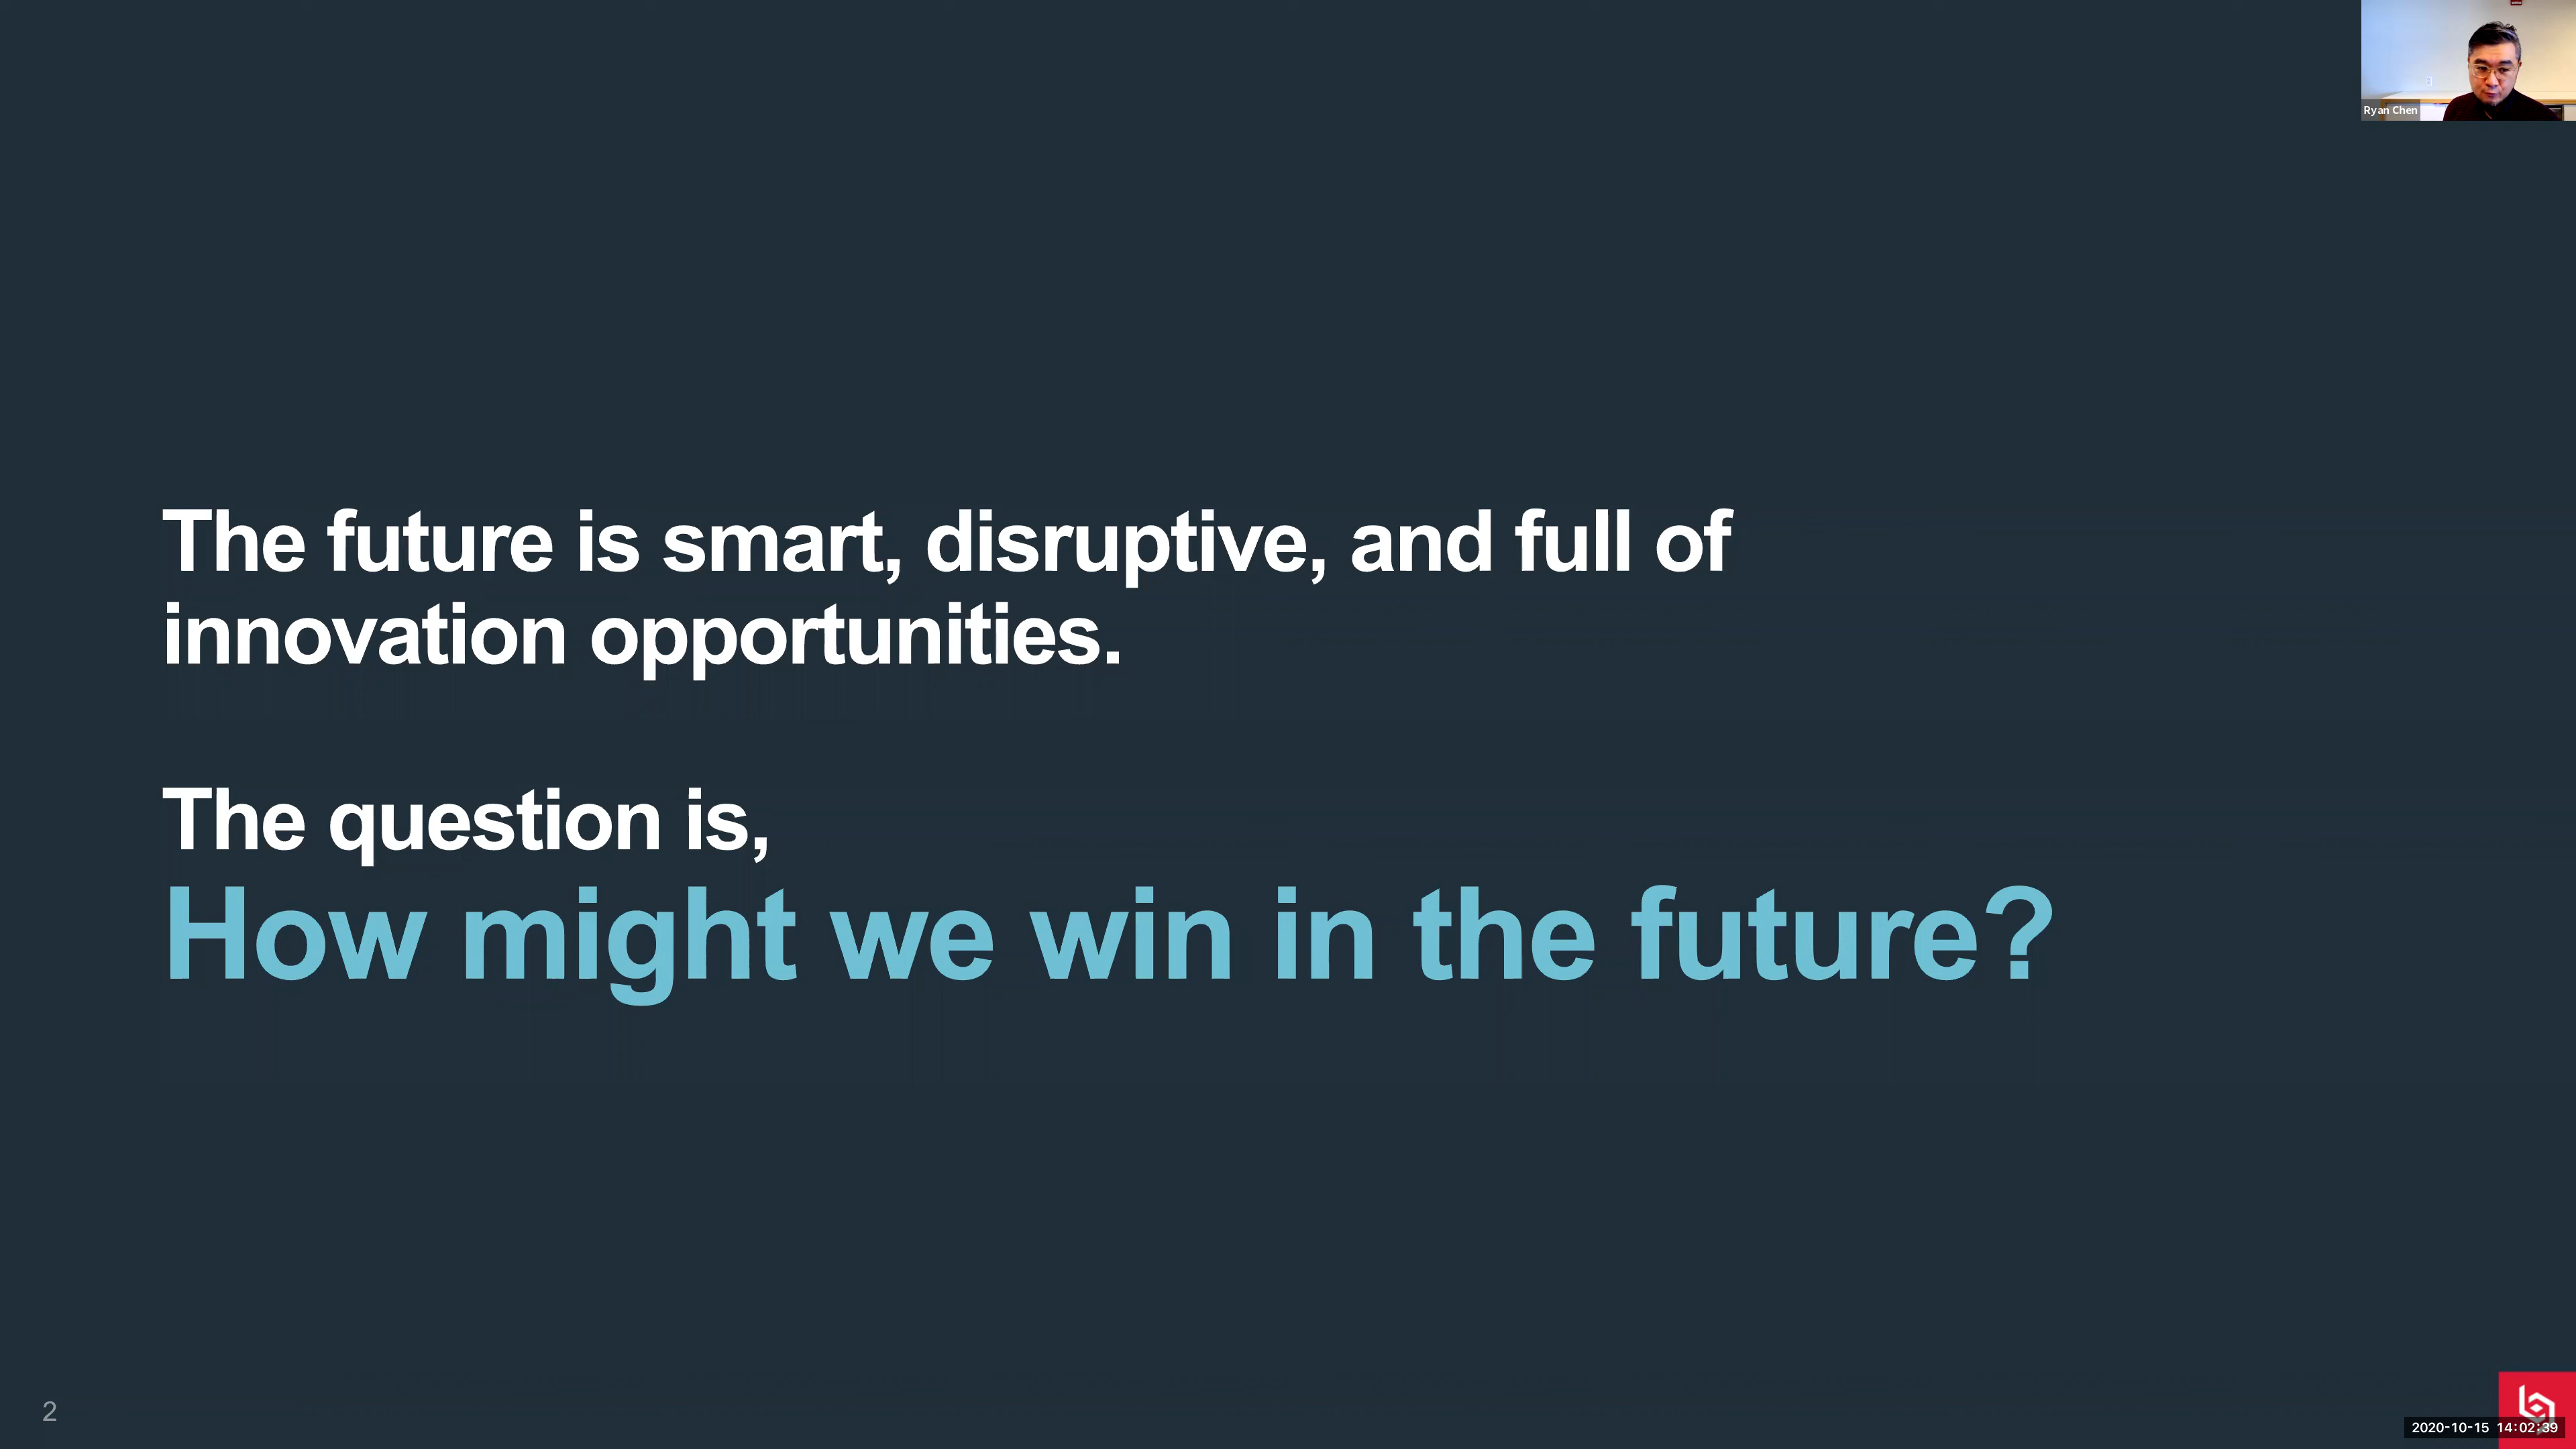 Ryan Chen
The future is smart, disruptive, and full of
innovation opportunities.
The question is,
How might we win in the future?
2
2020-10-15 14:02:39